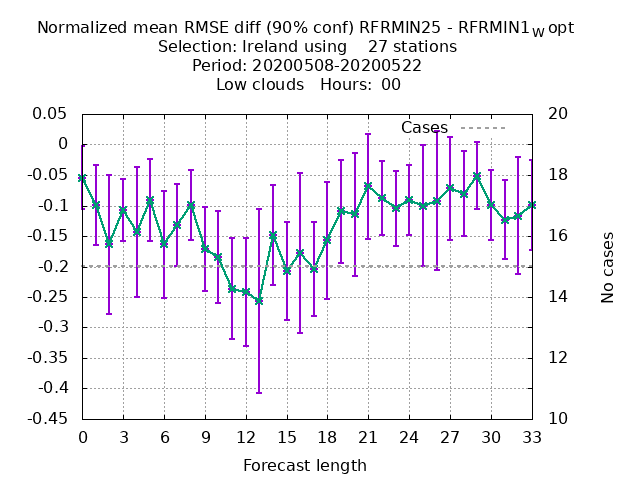 Normalized mean RMSE diff (90% conf) RFRMIN25 - RFRMIN1wopt
Selection: Ireland using 27 stations
Period: 20200508-20200522
Low clouds Hours: 00
Cases
0.05
0
-0.05
-0.1
-0.15
-0.2
-0.25
-0.3
-0.35
-0.4
-0.45
20
18
16
14
12
10
No cases
0 3 6 9 12 15 18 21 24 27 30 33
Forecast length